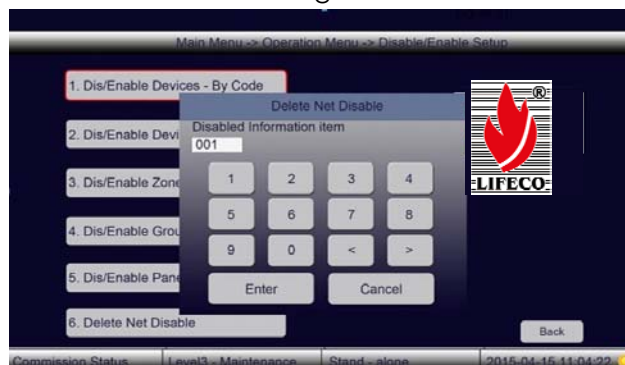 Main Menu -> Operation Menu -> Disable/Enable Setup
1. Dis/Enable Devices - By Code
Delete Net Disable
2. Dis/Enable Devi
Disabled Information item
001
3. Dis/Enable Zone
1 2 3 4
®
LIFECO
4. Dis/Enable Grou
5 6 7 8
9 0 < >
5. Dis/Enable Pane
Enter Cancel
6. Delete Net Disable
Back
Commission Status Level3 - Maintenance Stand - alone 2015-04-15 11:04:22